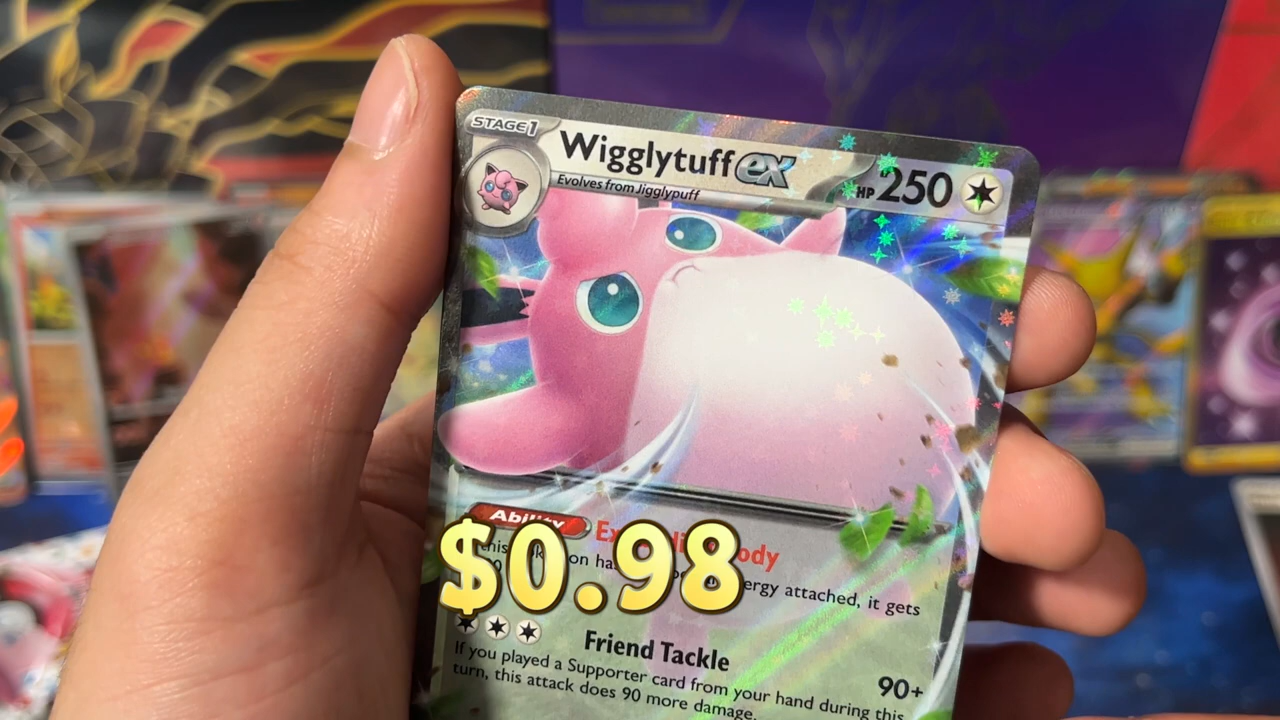 STAGE1
Wigglytuff ex
HP 250
Evolves from Jigglypuff
Ability
$0.98
ergy attached, it gets
Friend Tackle
90+
If you played a Supporter card from your hand during this
turn, this attack does 90 more damage.